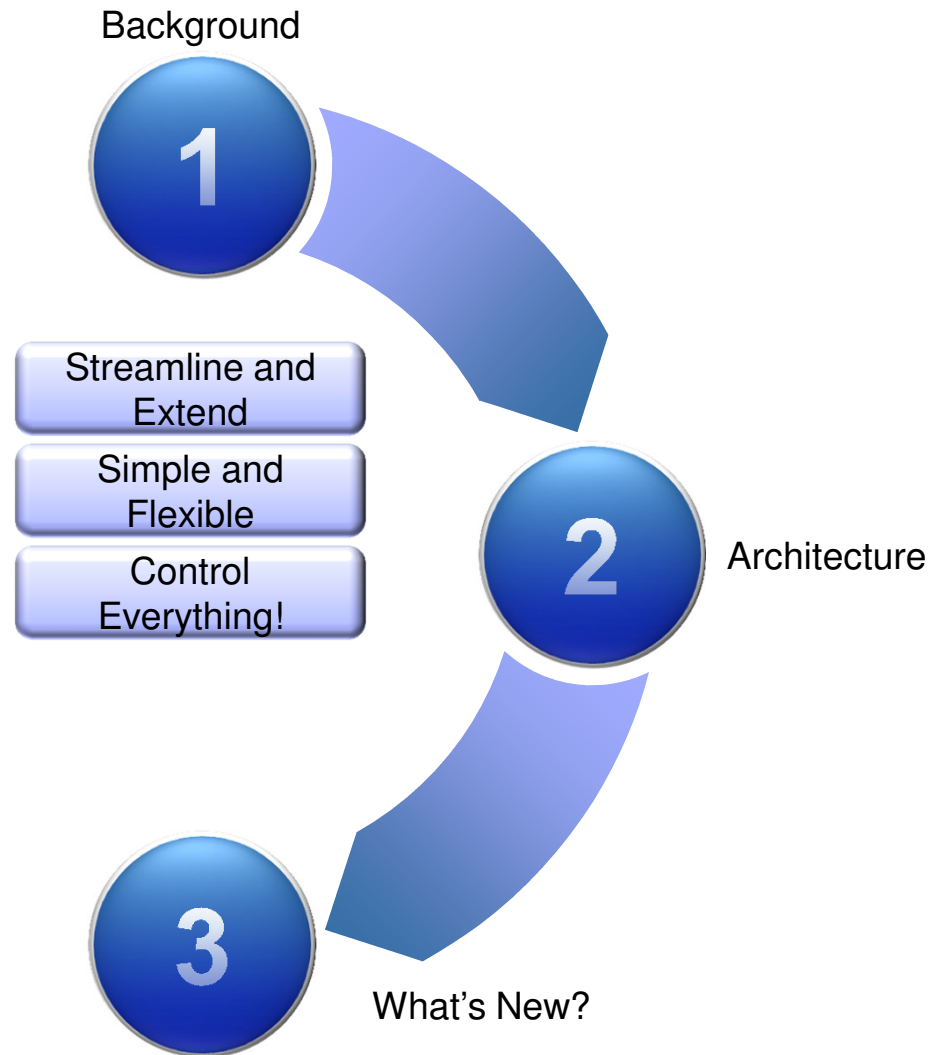 Background
1
Streamline and
Extend
Simple and
Flexible
Control
Everything!
2
Architecture
3
What's New?